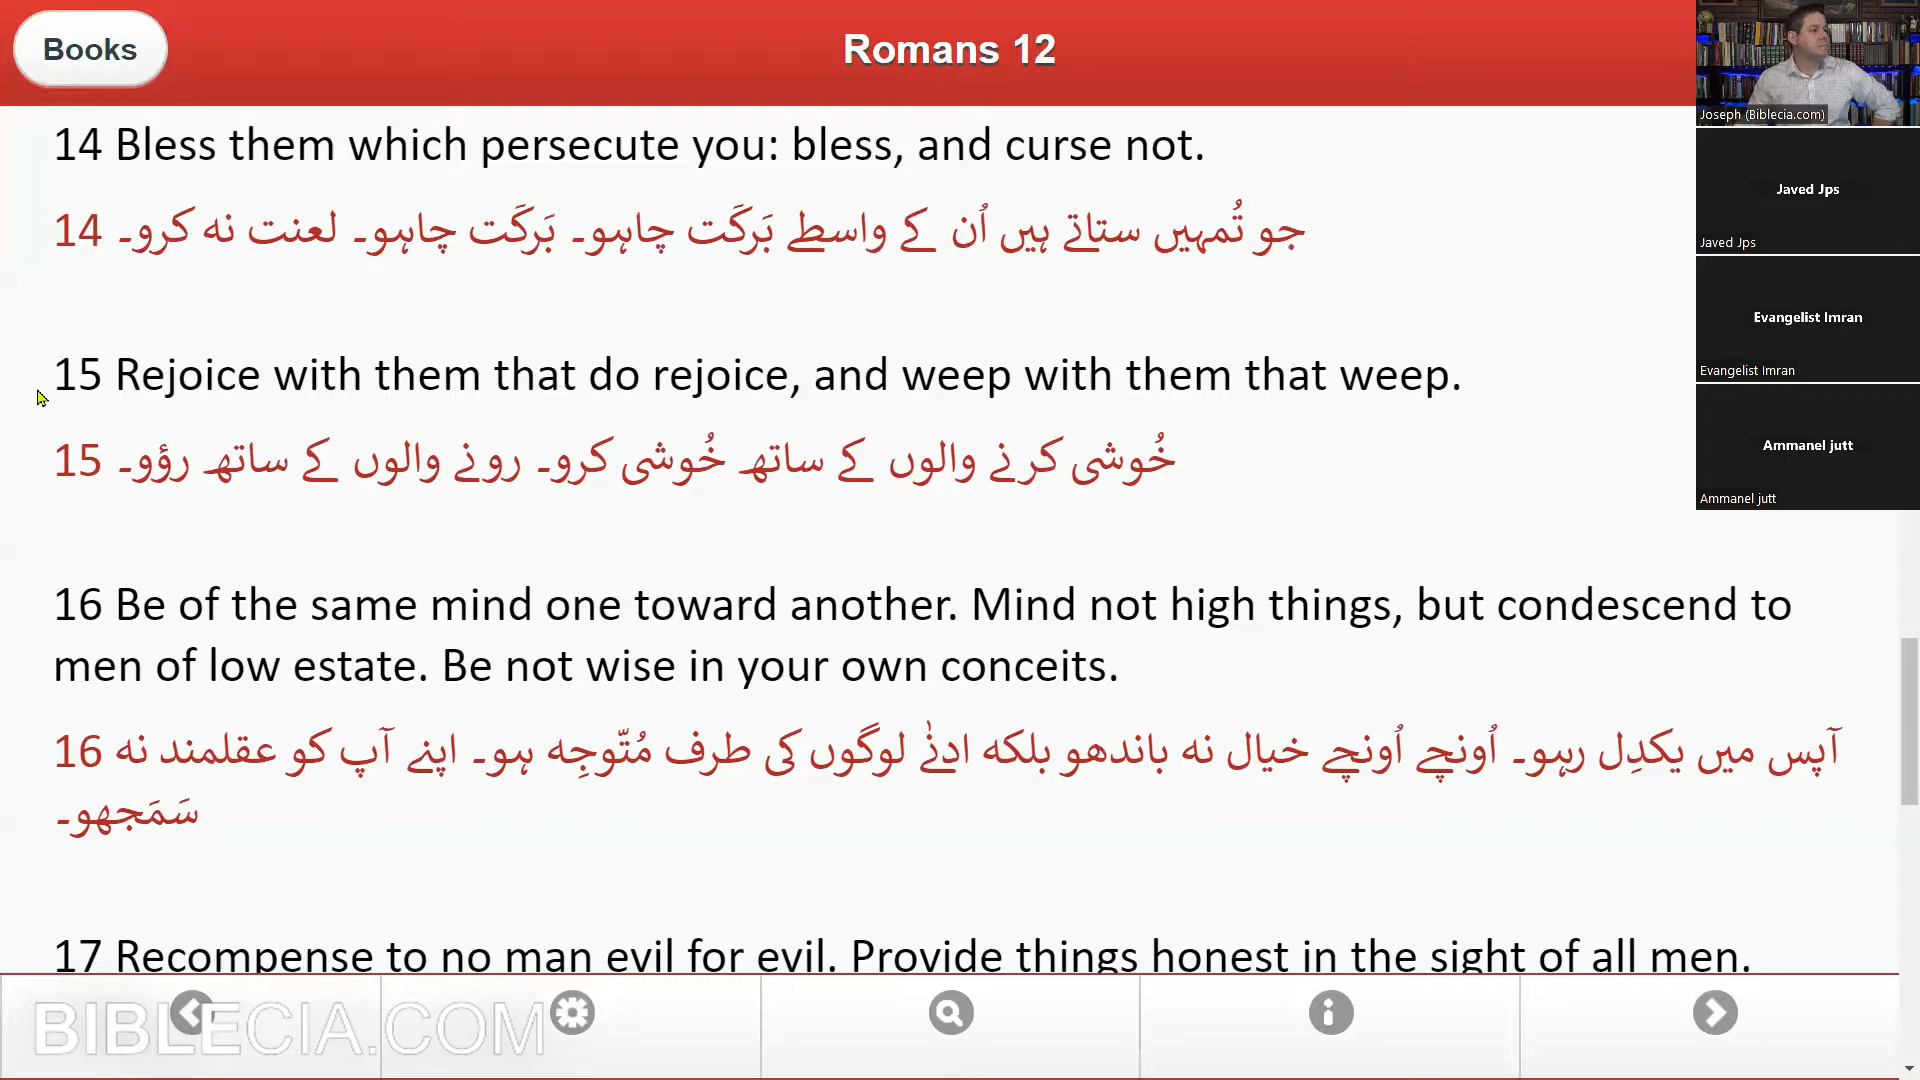 Books
Romans 12
14 Bless them which persecute you: bless, and curse not.
14 جو تُمہیں ستاتے ہیں اُن کے واسطے بَرکَت چاہو۔ بَرکَت چاہو۔ لعنت نہ کرو۔
15 Rejoice with them that do rejoice, and weep with them that weep.
15 خُوشی کرنے والوں کے ساتھ خُوشی کرو۔ رونے والوں کے ساتھ رؤو۔
16 Be of the same mind one toward another. Mind not high things, but condescend to
men of low estate. Be not wise in your own conceits.
16 آپس میں یکدِل رہو۔ اُونچے اُونچے خیال نہ باندھو بلکہ ادنٰے لوگوں کی طرف مُتّوجِہ ہو۔ اپنے آپ کو عقلمند نہ
سَمَجھو۔
17 Recompense to no man evil for evil. Provide things honest in the sight of all men.
BIBLECIA.COM
Joseph (Biblecia.com)
Javed Jps
Javed Jps
Evangelist Imran
Evangelist Imran
Ammanel jutt
Ammanel jutt